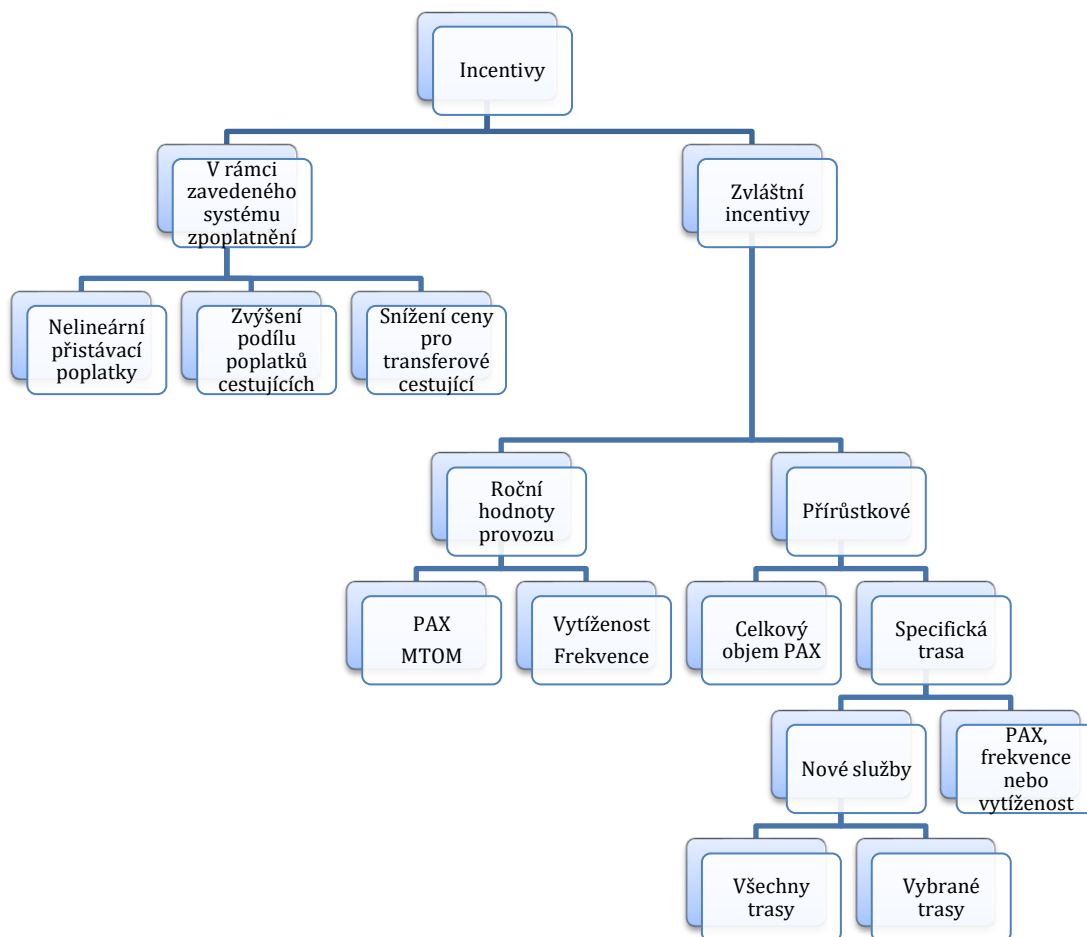 Incentivy
V rámci
zavedeného
systému
zpoplatnění
Zvláštní
incentivy
Nelineární
přistávací
poplatky
Zvýšení
podílu
poplatků
cestujících
Snížení ceny
pro
transferové
cestující
Roční
hodnoty
provozu
Přírůstkové
PAX
MTOM
Vytíženost
Frekvence
Celkový
objem PAX
Specifická
trasa
Nové služby
PAX,
frekvence
nebo
vytíženost
Všechny
trasy
Vybrané
trasy